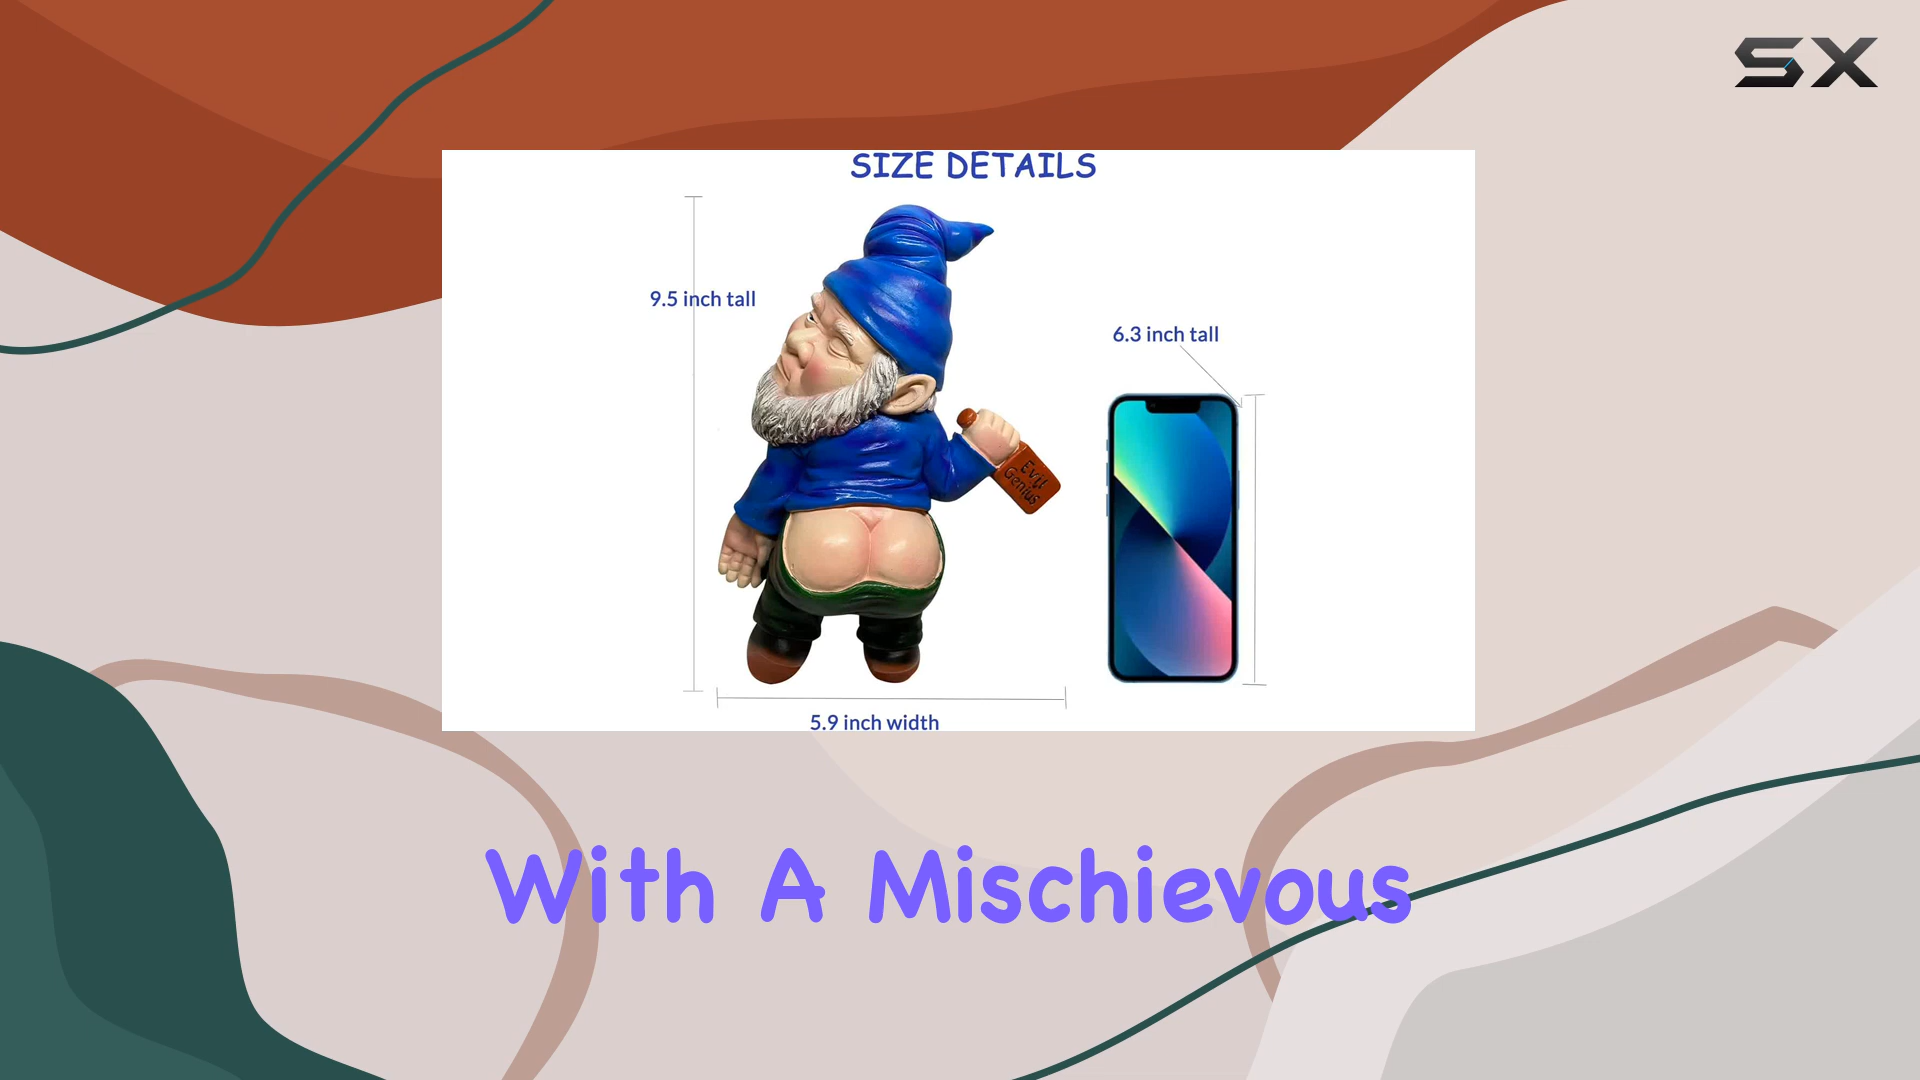 SX
SIZE DETAILS
9.5 inch tall
6.3 inch tall
Evil
Genius
5.9 inch width
With A Mischievous